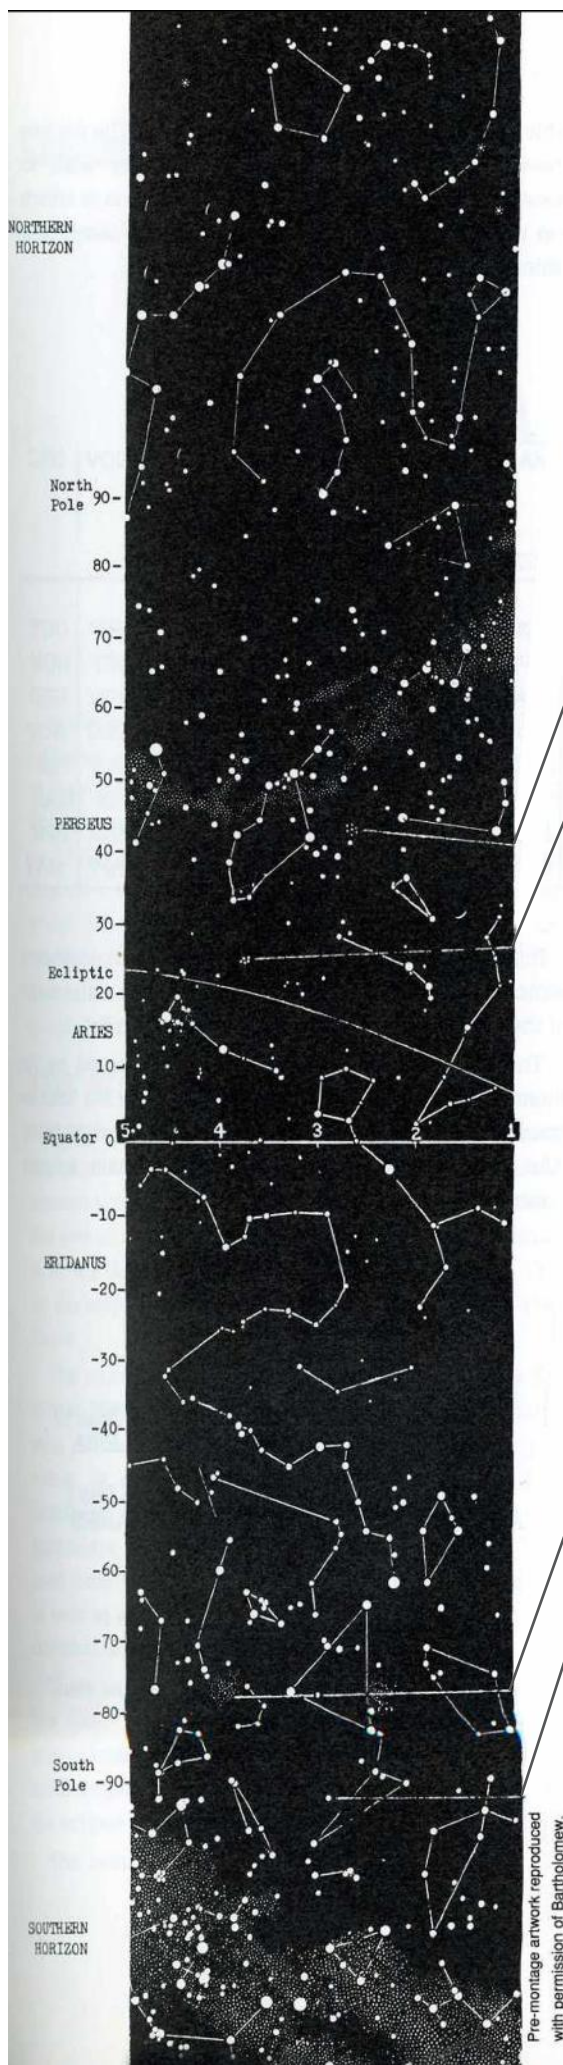 NORTHERN
HORIZON
North
Pole 90-
80-
70-
60-
50-
PERSEUS
40-
30-
Ecliptic
20
ARIES
10
Equator 0
5 4 3 2 1
-10-
ERIDANUS
-20-
-30-
-40-
-50-
-60-
-70-
-80-
South
Pole -90-
SOUTHERN
HORIZON
Pre-montage artwork reproduced
with permission of Bartholomew.